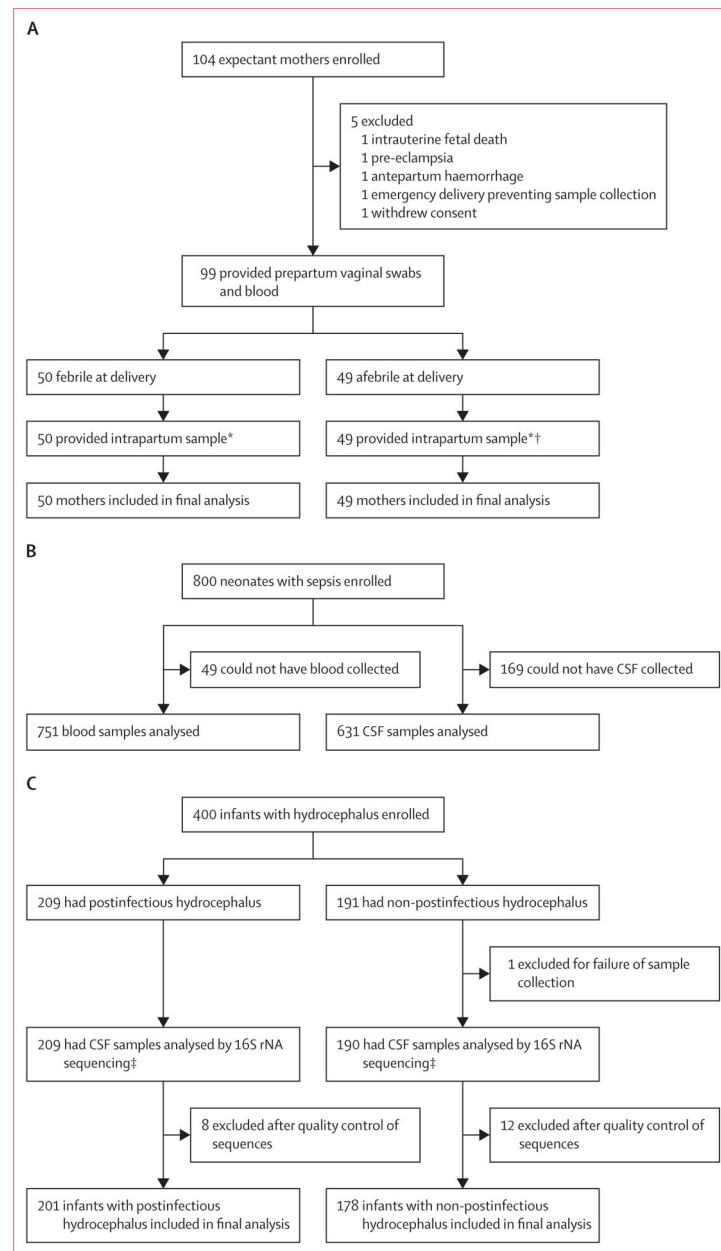 A
104 expectant mothers enrolled
5 excluded
1 intrauterine fetal death
1 pre-eclampsia
1 antepartum haemorrhage
1 emergency delivery preventing sample collection
1 withdrew consent
99 provided prepartum vaginal swabs
and blood
50 febrile at delivery
49 afebrile at delivery
50 provided intrapartum sample*
49 provided intrapartum sample*†
50 mothers included in final analysis
49 mothers included in final analysis
B
800 neonates with sepsis enrolled
49 could not have blood collected
169 could not have CSF collected
751 blood samples analysed
631 CSF samples analysed
C
400 infants with hydrocephalus enrolled
209 had postinfectious hydrocephalus
191 had non-postinfectious hydrocephalus
1 excluded for failure of sample
collection
209 had CSF samples analysed by 16S rRNA
sequencing‡
190 had CSF samples analysed by 16S rRNA
sequencing‡
8 excluded after quality control of
sequences
12 excluded after quality control of
sequences
201 infants with postinfectious
hydrocephalus included in final analysis
178 infants with non-postinfectious
hydrocephalus included in final analysis